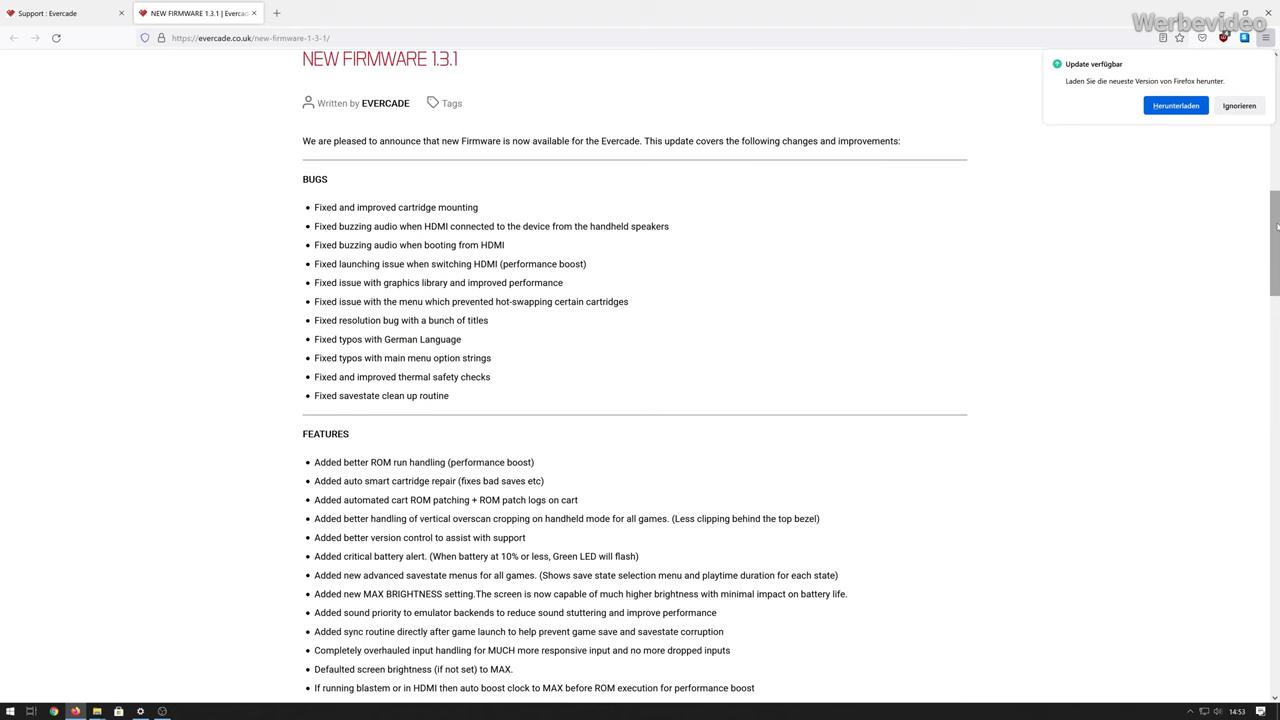 Support : Evercade
NEW FIRMWARE 1.3.1 | Evercad
Werbevideo
https://evercade.co.uk/new-firmware-1-3-1/
NEW FIRMWARE 1.3.1
Update verfügbar
Laden Sie die neueste Version von Firefox herunter.
Herunterladen
Ignorieren
Written by EVERCADE Tags
We are pleased to announce that new Firmware is now available for the Evercade. This update covers the following changes and improvements:
BUGS
• Fixed and improved cartridge mounting
• Fixed buzzing audio when HDMI connected to the device from the handheld speakers
• Fixed buzzing audio when booting from HDMI
• Fixed launching issue when switching HDMI (performance boost)
• Fixed issue with graphics library and improved performance
• Fixed issue with the menu which prevented hot-swapping certain cartridges
• Fixed resolution bug with a bunch of titles
• Fixed typos with German Language
• Fixed typos with main menu option strings
• Fixed and improved thermal safety checks
• Fixed savestate clean up routine
FEATURES
• Added better ROM run handling (performance boost)
• Added auto smart cartridge repair (fixes bad saves etc)
• Added automated cart ROM patching + ROM patch logs on cart
• Added better handling of vertical overscan cropping on handheld mode for all games. (Less clipping behind the top bezel)
• Added better version control to assist with support
• Added critical battery alert. (When battery at 10% or less, Green LED will flash)
• Added new advanced savestate menus for all games. (Shows save state selection menu and playtime duration for each state)
• Added new MAX BRIGHTNESS setting.The screen is now capable of much higher brightness with minimal impact on battery life.
• Added sound priority to emulator backends to reduce sound stuttering and improve performance
• Added sync routine directly after game launch to help prevent game save and savestate corruption
• Completely overhauled input handling for MUCH more responsive input and no more dropped inputs
• Defaulted screen brightness (if not set) to MAX.
• If running blastem or in HDMI then auto boost clock to MAX before ROM execution for performance boost
14:53